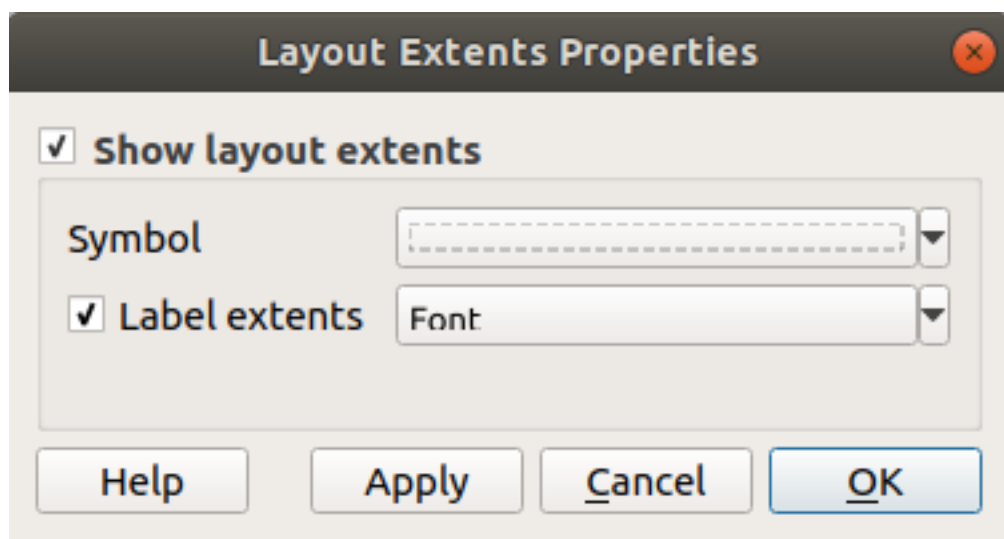 Layout Extents Properties
Show layout extents
Symbol
Label extents Font
Help Apply Cancel OK